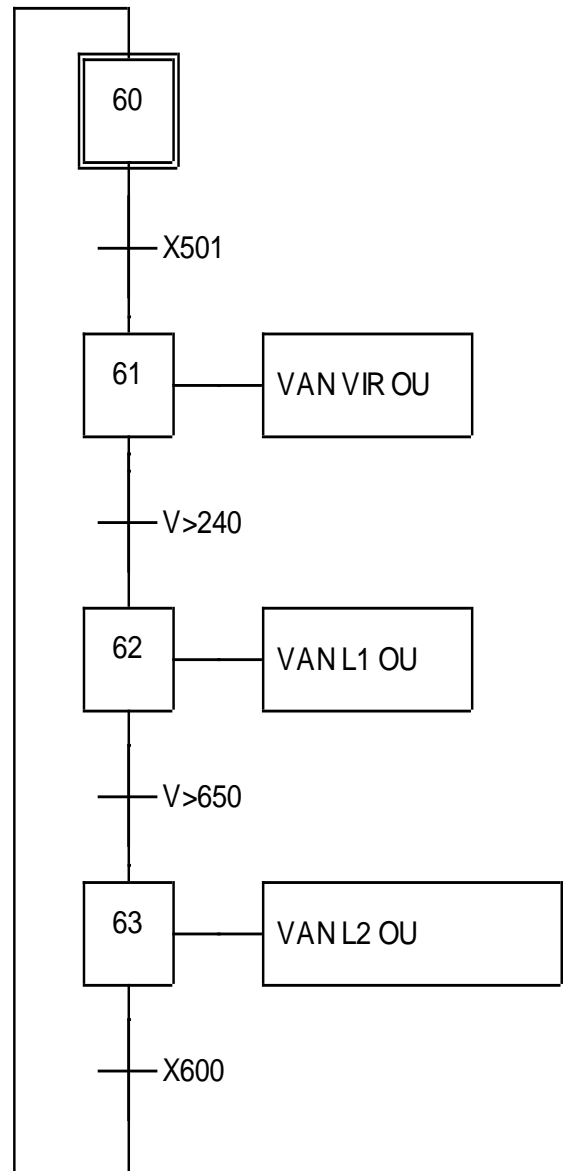 60
X501
61
VAN VIR OU
V>240
62
VAN L1 OU
V>650
63
VAN L2 OU
X600